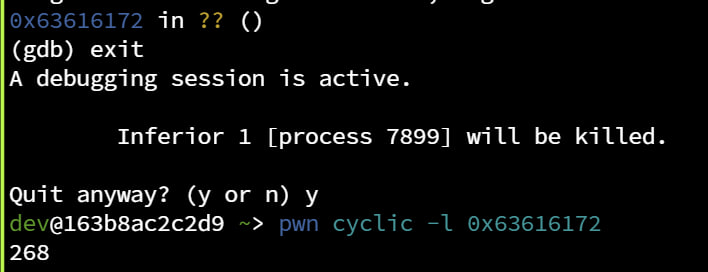 0x63616172 in ?? ()
(gdb) exit
A debugging session is active.
Inferior 1 [process 7899] will be killed.
Quit anyway? (y or n) y
dev@163b8ac2c2d9 ~> pwn cyclic -l 0x63616172
268